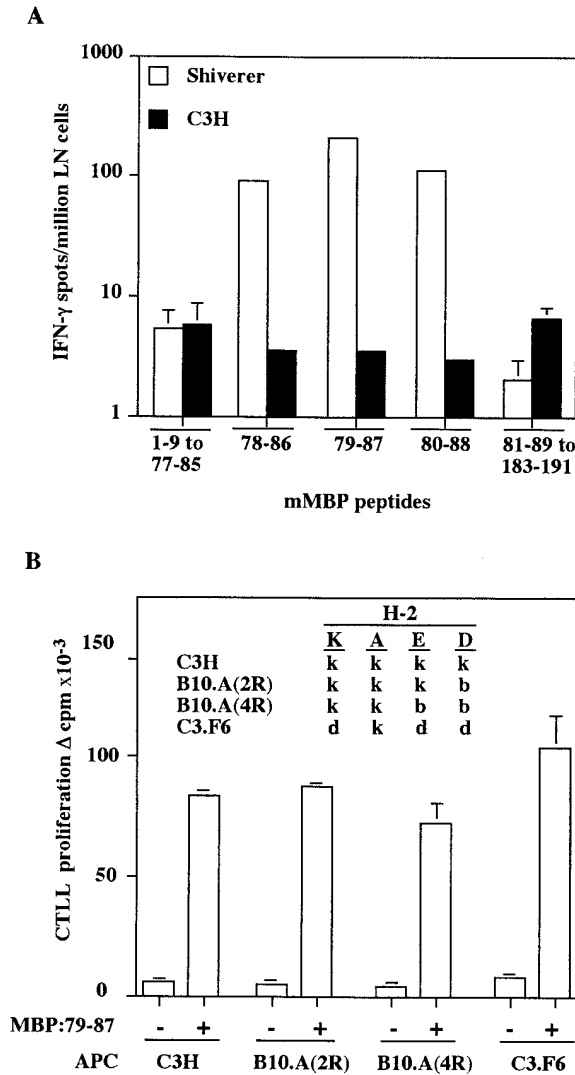 A
IFN-γ spots/million LN cells
1000
100
10
1
Shiverer
C3H
1-9 to 77-85
78-86
79-87
80-88
81-89 to 183-191
mMBP peptides
B
CTLL proliferation Δ cpm x10-3
150
100
50
0
H-2
K A E D
C3H k k k k
B10.A(2R) k k k b
B10.A(4R) k k b b
C3.F6 d k d d
MBP:79-87 - + - + - + - +
APC C3H B10.A(2R) B10.A(4R) C3.F6